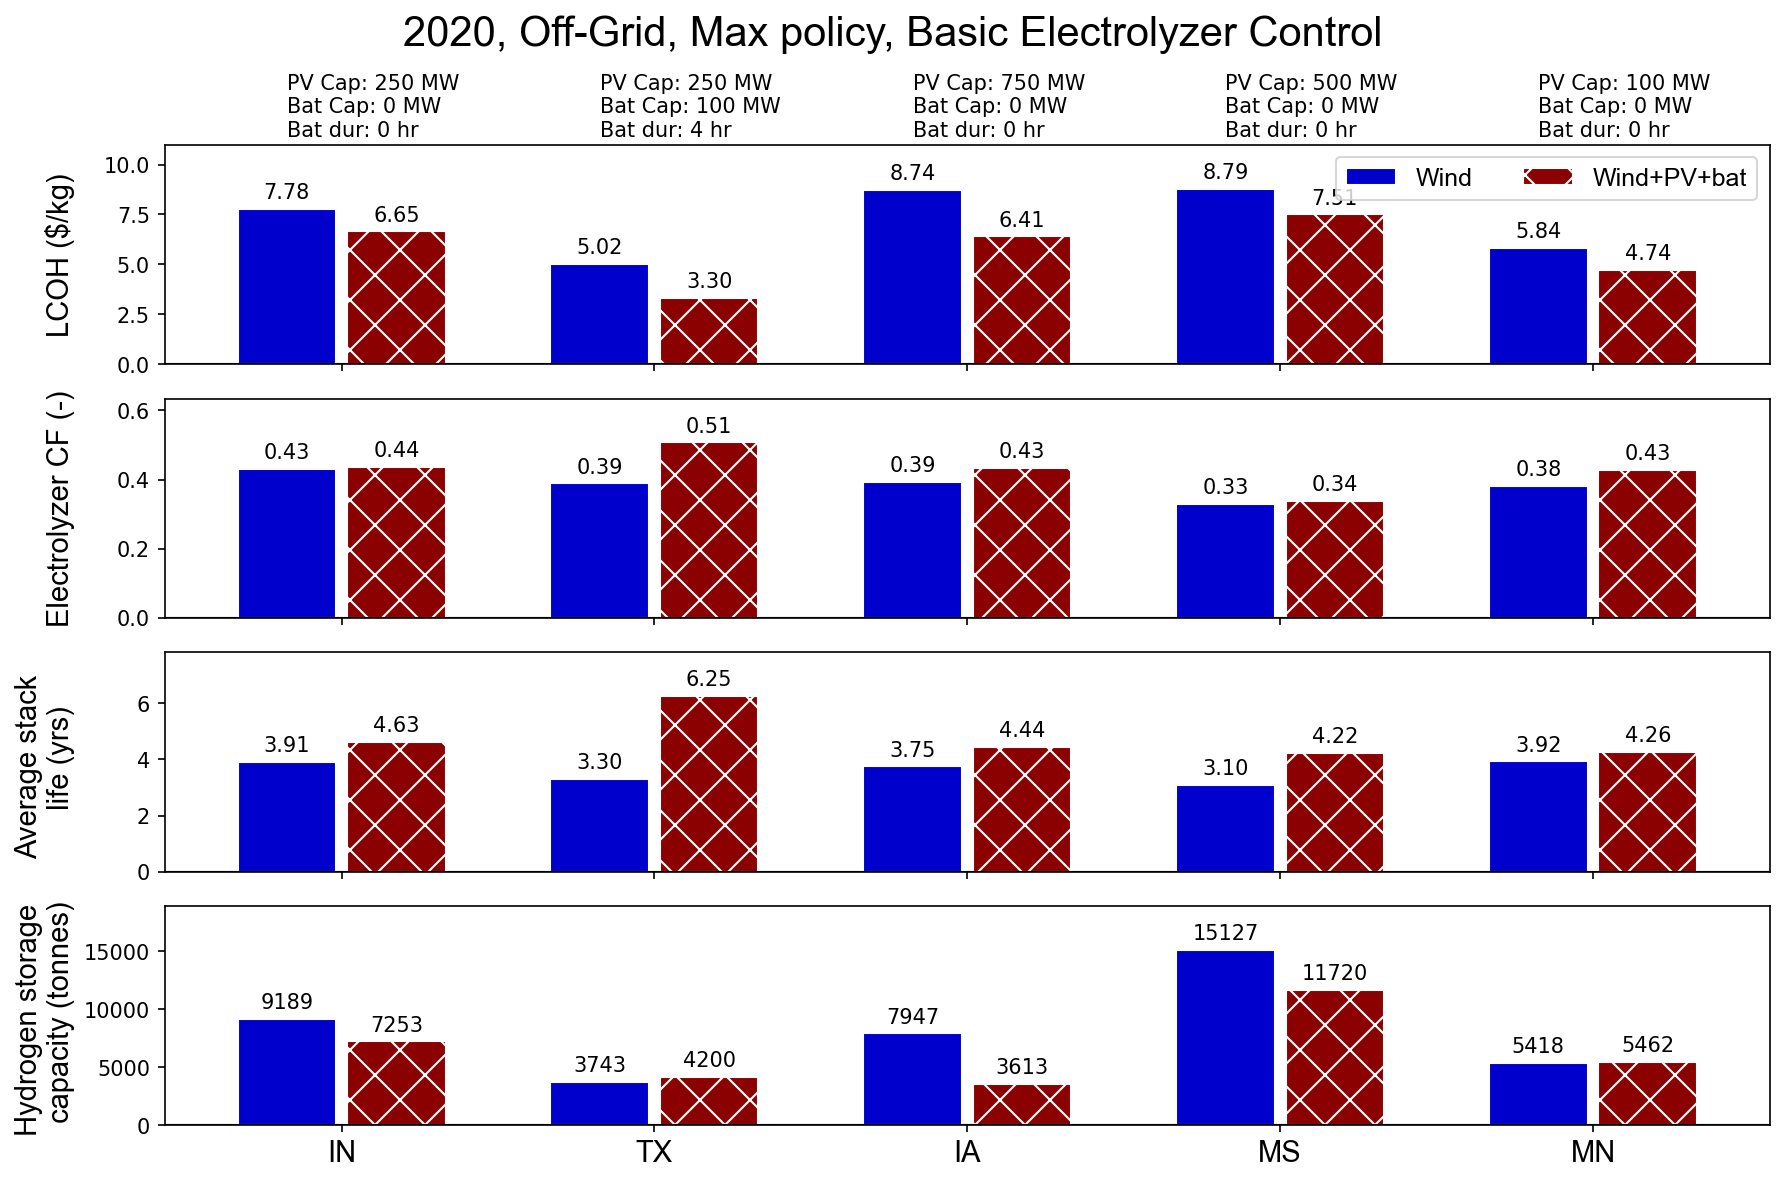 2020, Off-Grid, Max policy, Basic Electrolyzer Control
PV Cap: 250 MW
Bat Cap: 0 MW
Bat dur: 0 hr
PV Cap: 250 MW
Bat Cap: 100 MW
Bat dur: 4 hr
PV Cap: 750 MW
Bat Cap: 0 MW
Bat dur: 0 hr
PV Cap: 500 MW
Bat Cap: 0 MW
Bat dur: 0 hr
PV Cap: 100 MW
Bat Cap: 0 MW
Bat dur: 0 hr
LCOH ($/kg)
10.0
7.5
5.0
2.5
0.0
7.78
6.65
5.02
3.30
8.74
6.41
8.79
7.51
5.84
4.74
Wind
Wind+PV+bat
Electrolyzer CF (-)
0.6
0.4
0.2
0.0
0.43
0.44
0.39
0.51
0.39
0.43
0.33
0.34
0.38
0.43
Average stack
life (yrs)
6
4
2
0
3.91
4.63
3.30
6.25
3.75
4.44
3.10
4.22
3.92
4.26
Hydrogen storage
capacity (tonnes)
15000
10000
5000
0
9189
7253
3743
4200
7947
3613
15127
11720
5418
5462
IN
TX
IA
MS
MN